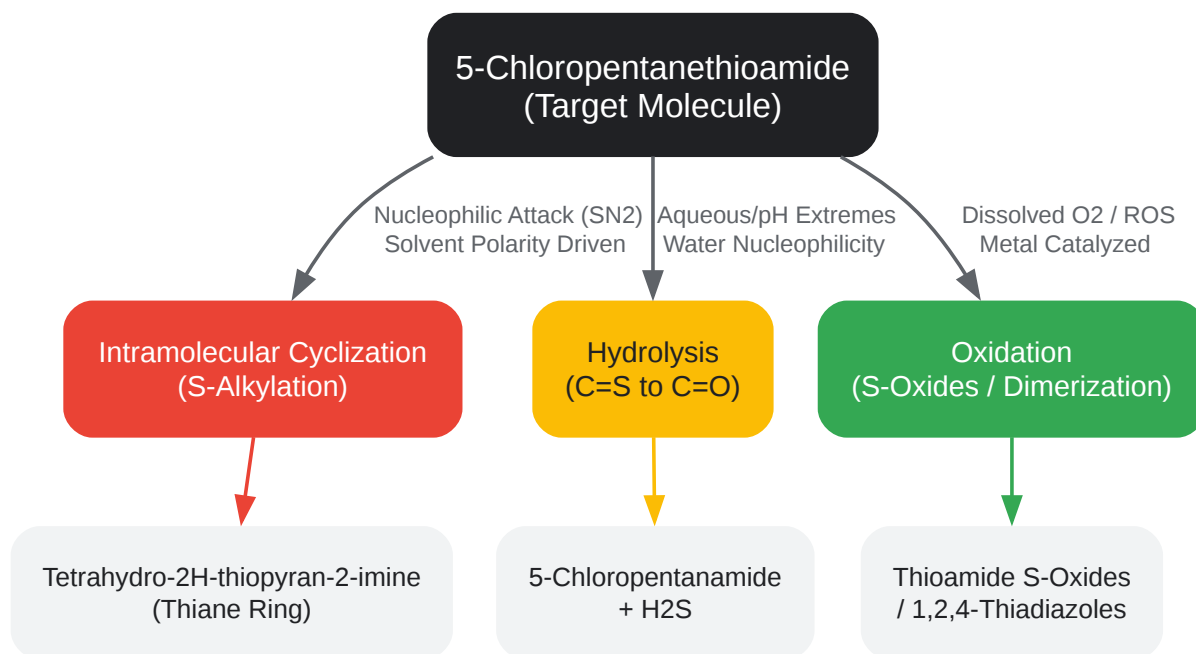 5-Chloropentanethioamide
(Target Molecule)
Nucleophilic Attack (SN2)
Solvent Polarity Driven
Aqueous/pH Extremes
Water Nucleophilicity
Dissolved O2 / ROS
Metal Catalyzed
Intramolecular Cyclization
(S-Alkylation)
Hydrolysis
(C=S to C=O)
Oxidation
(S-Oxides / Dimerization)
Tetrahydro-2H-thiopyran-2-imine
(Thiane Ring)
5-Chloropentanamide
+ H2S
Thioamide S-Oxides
/ 1,2,4-Thiadiazoles